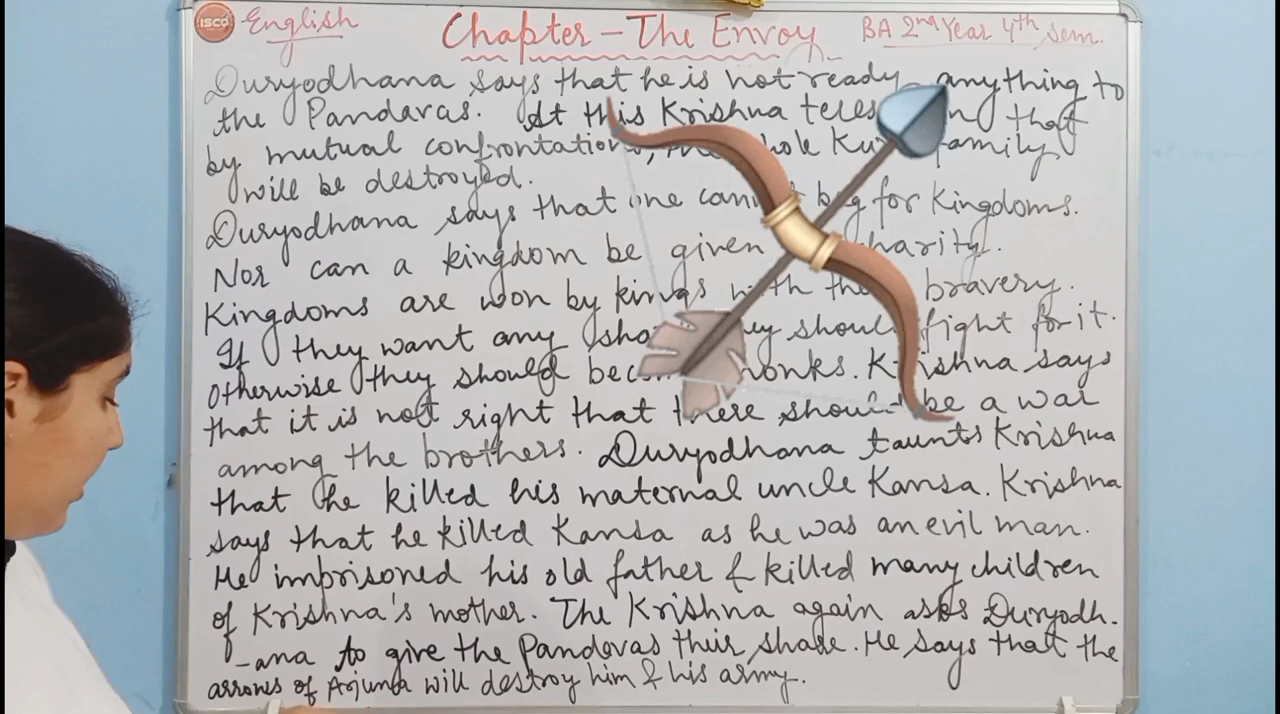 ISCO
English
Chapter - The Envoy
BA 2nd Year 4th sem.
Duryodhana says that he is not ready anything to
the Pandavas. At this Krishna that
by mutual confrontation, whole family
will be destroyed.
Duryodhana says that one beg for Kingdoms.
Nor can a kingdom be given charity.
Kingdoms are won by kings with bravery.
If they want any should fight for it.
Otherwise they should monks. Krishna says
that it is not right that there should be a war
among the brothers. Duryodhana taunts Krishna
that he killed his maternal uncle Kansa. Krishna
says that he killed Kansa as he was an evil man.
He imprisoned his old father & killed many children
of Krishna's mother. The Krishna again asks Duryodh.
-ana to give the Pandavas their share. He says that the
arrows of Arjuna will destroy him & his army.